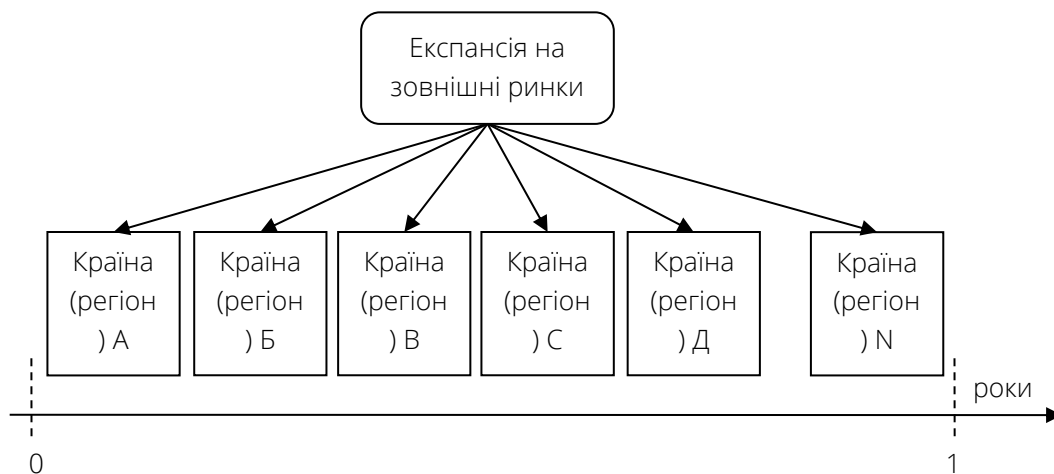 Експансія на
зовнішні ринки
Країна
(регіон
) А
Країна
(регіон
) Б
Країна
(регіон
) В
Країна
(регіон
) С
Країна
(регіон
) Д
Країна
(регіон
) N
роки
0
1